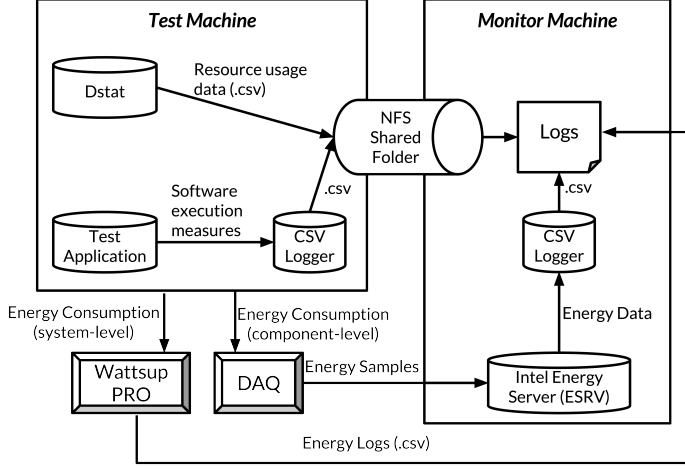 Test Machine
Monitor Machine
Resource usage
data (.csv)
Dstat
NFS
Shared
Folder
Logs
.csv
.csv
Software
execution
measures
Test
Application
CSV
Logger
CSV
Logger
Energy Consumption
(system-level)
Energy Consumption
(component-level)
Energy Data
Wattsup
PRO
DAQ
Energy Samples
Intel Energy
Server (ESRV)
Energy Logs (.csv)